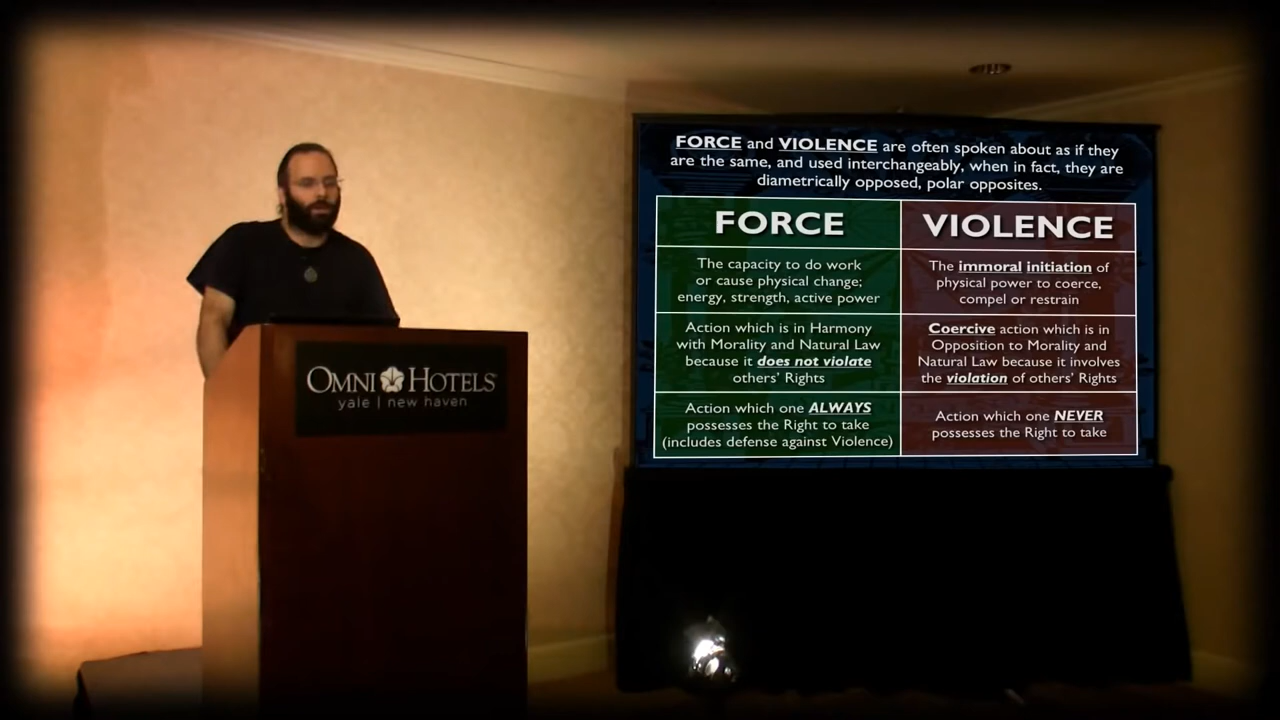 OMNI HOTELS
yale | new haven
FORCE and VIOLENCE are often spoken about as if they
are the same, and used interchangeably, when in fact, they are
diametrically opposed, polar opposites.
FORCE
The capacity to do work
or cause physical change;
energy, strength, active power
Action which is in Harmony
with Morality and Natural Law
because it does not violate
others' Rights
Action which one ALWAYS
possesses the Right to take
(includes defense against Violence)
VIOLENCE
The immoral initiation of
physical power to coerce,
compel or restrain
Coercive action which is in
Opposition to Morality and
Natural Law because it involves
the violation of others' Rights
Action which one NEVER
possesses the Right to take